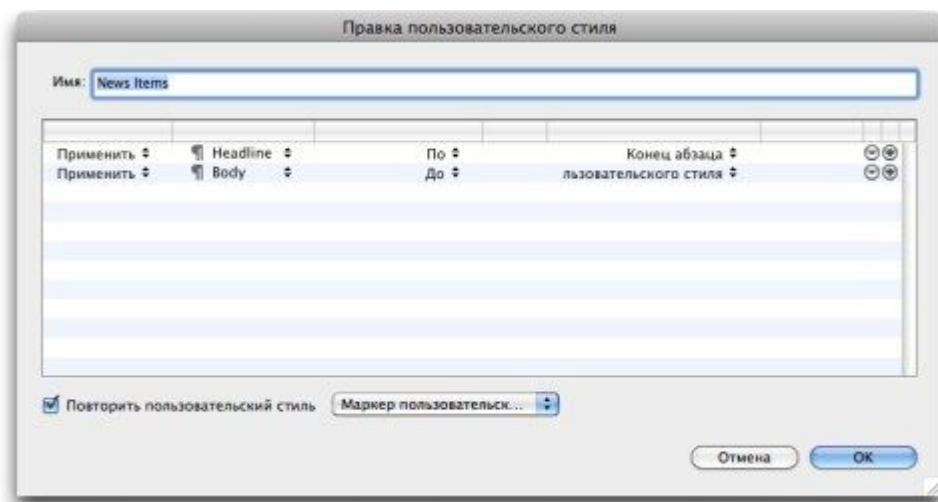 Правка пользовательского стиля
Имя: News Items
Применить ¶ Headline По Конец абзаца
Применить ¶ Body До льзовательского стиля
Повторить пользовательский стиль Маркер пользовательск...
Отмена OK